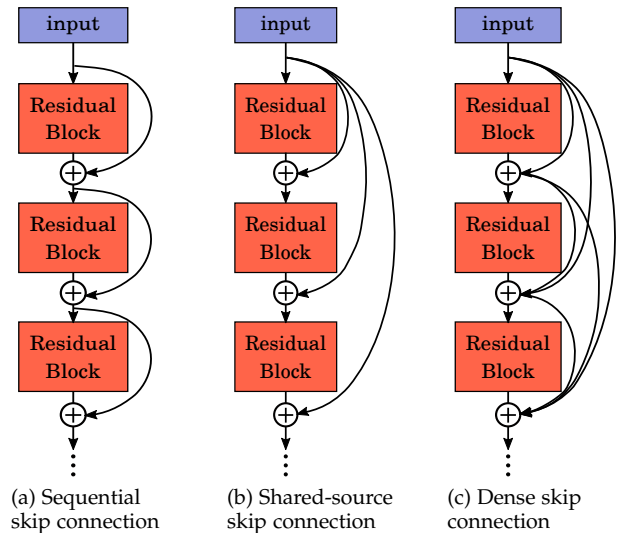 input
Residual
Block
+
Residual
Block
+
Residual
Block
+
(a) Sequential
skip connection
input
Residual
Block
+
Residual
Block
+
Residual
Block
+
(b) Shared-source
skip connection
input
Residual
Block
+
Residual
Block
+
Residual
Block
+
(c) Dense skip
connection